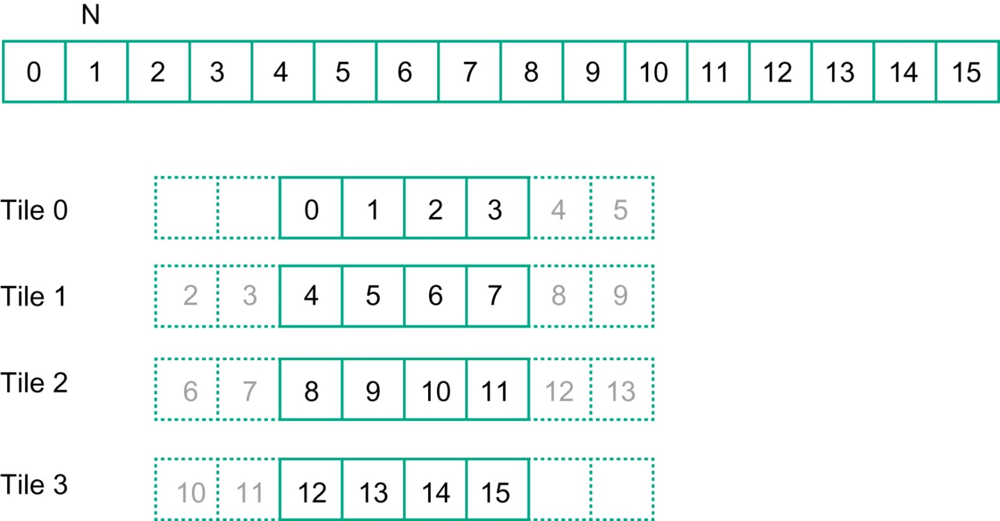 N
0 1 2 3 4 5 6 7 8 9 10 11 12 13 14 15
Tile 0 0 1 2 3 4 5
Tile 1 2 3 4 5 6 7 8 9
Tile 2 6 7 8 9 10 11 12 13
Tile 3 10 11 12 13 14 15